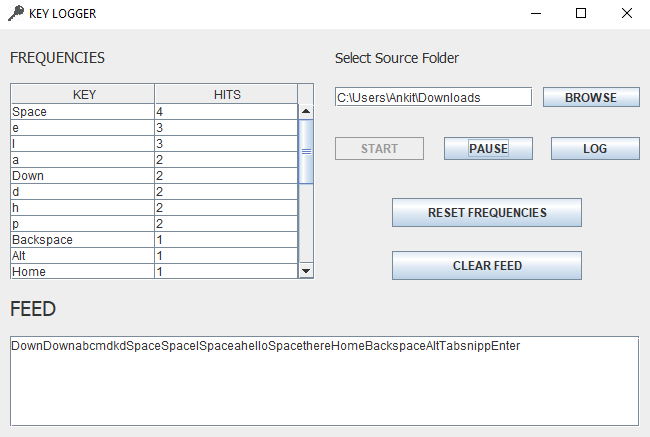 KEY LOGGER
FREQUENCIES
KEY HITS
Space 4
e 3
l 3
a 2
Down 2
d 2
h 2
p 2
Backspace 1
Alt 1
Home 1
Select Source Folder
C:\Users\Ankit\Downloads BROWSE
START PAUSE LOG
RESET FREQUENCIES
CLEAR FEED
FEED
DownDownabcmdkdSpaceSpacelSpaceahelloSpacethereHomeBackspaceAltTabsnippEnter